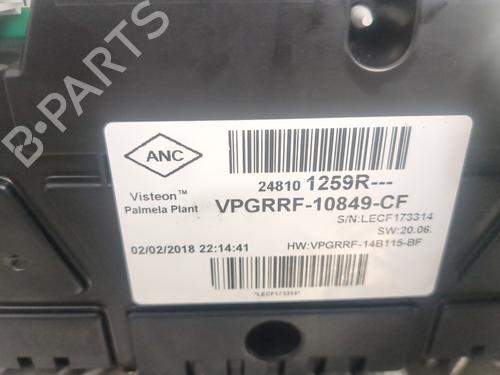 ANC
24810 1259R---
Visteon™
Palmela Plant
VPGRRF-10849-CF
S/N:LECF173314
SW:20.06.
02/02/2018 22:14:41
HW:VPGRRF-14B115-BF
*LECF173314*
B-PARTS